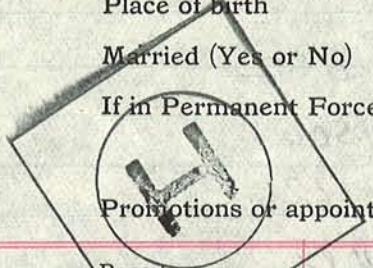 Place of birth
Married (Yes or No)
If in Permanent Force
H
Promotions or appoint